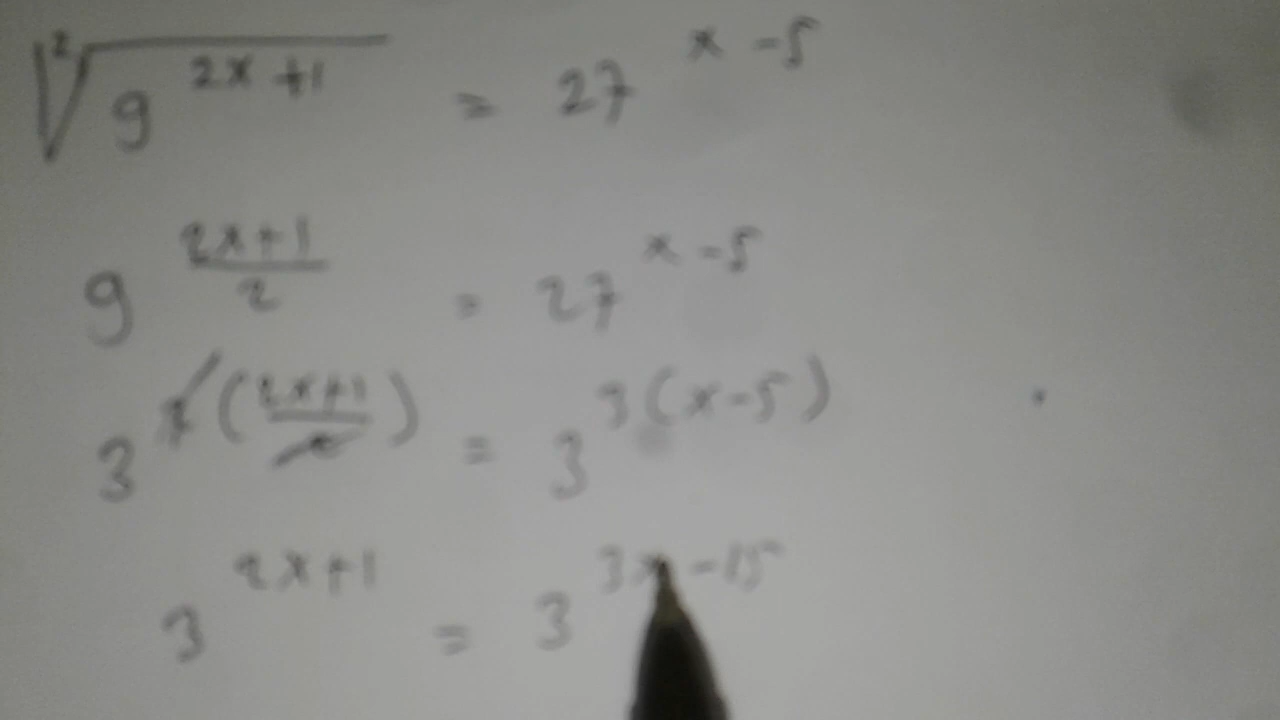 ²√9^(2x+1) = 27^(x-5)
9^((2x+1)/2) = 27^(x-5)
3^(2((2x+1)/2)) = 3^(3(x-5))
3^(2x+1) = 3^(3x-15)